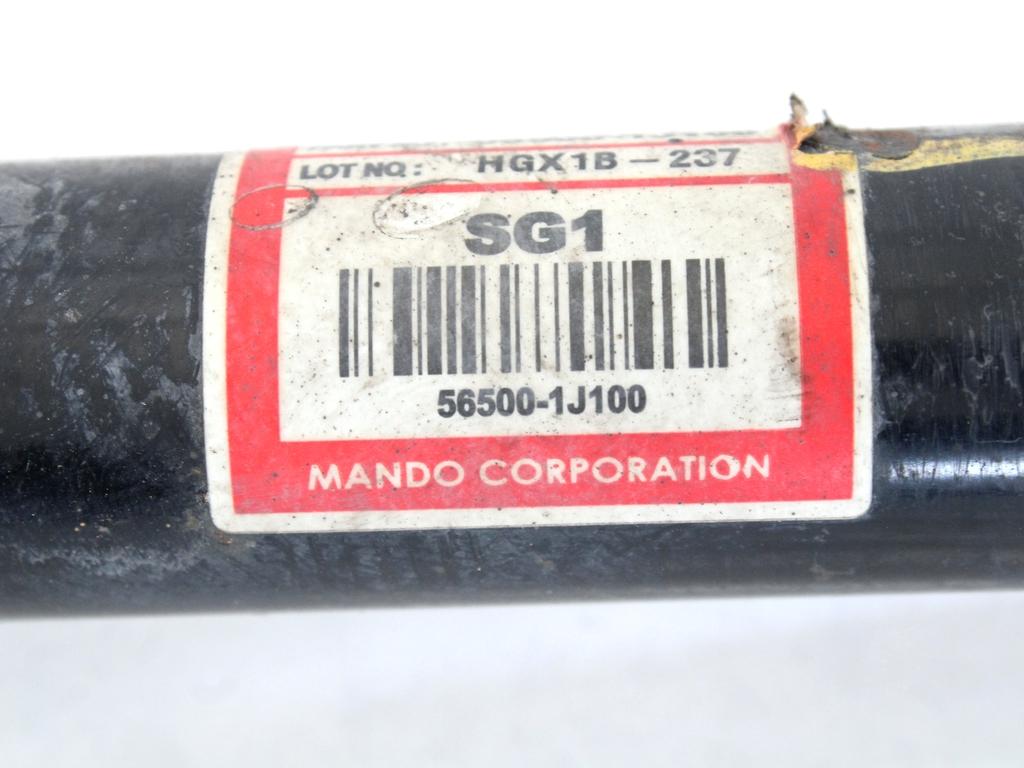 LOT NO: HGX1B-237
SG1
56500-1J100
MANDO CORPORATION